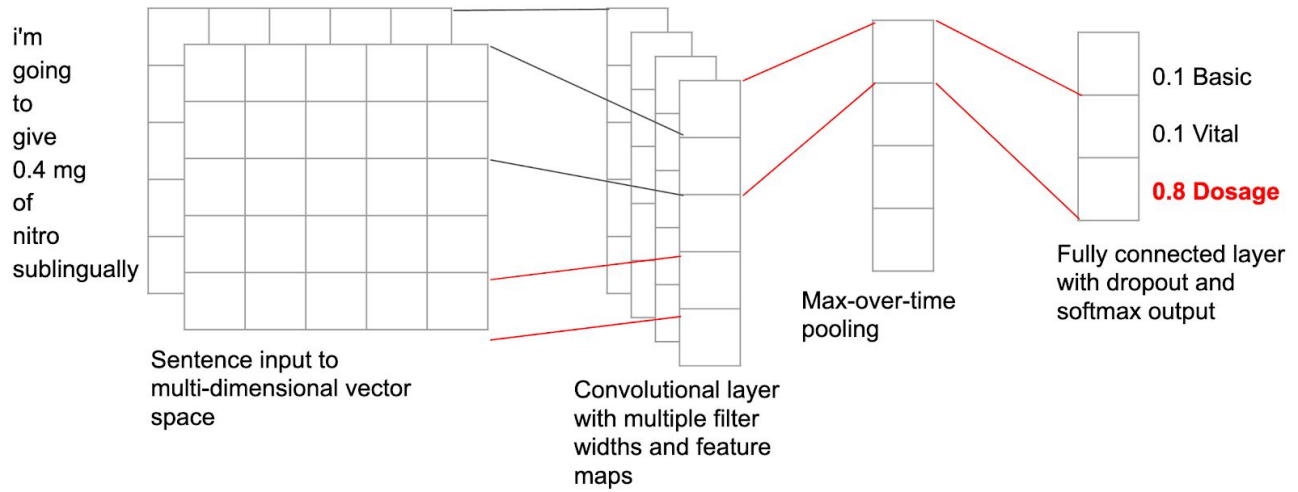 i'm
going
to
give
0.4 mg
of
nitro
sublingually
Sentence input to
multi-dimensional vector
space
Convolutional layer
with multiple filter
widths and feature
maps
Max-over-time
pooling
0.1 Basic
0.1 Vital
0.8 Dosage
Fully connected layer
with dropout and
softmax output